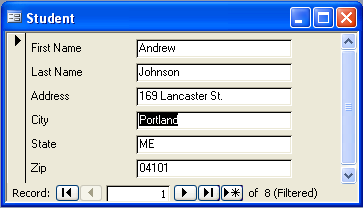 Student
First Name Andrew
Last Name Johnson
Address 169 Lancaster St.
City Portland
State ME
Zip 04101
Record: 1 of 8 (Filtered)